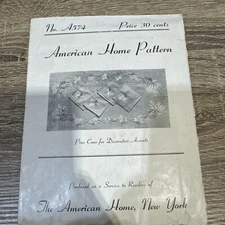 No. A574 Price 30 cents
American Home Pattern
Pine Cone for Decorative Accents
Produced as a Service to Readers of
The American Home, New York